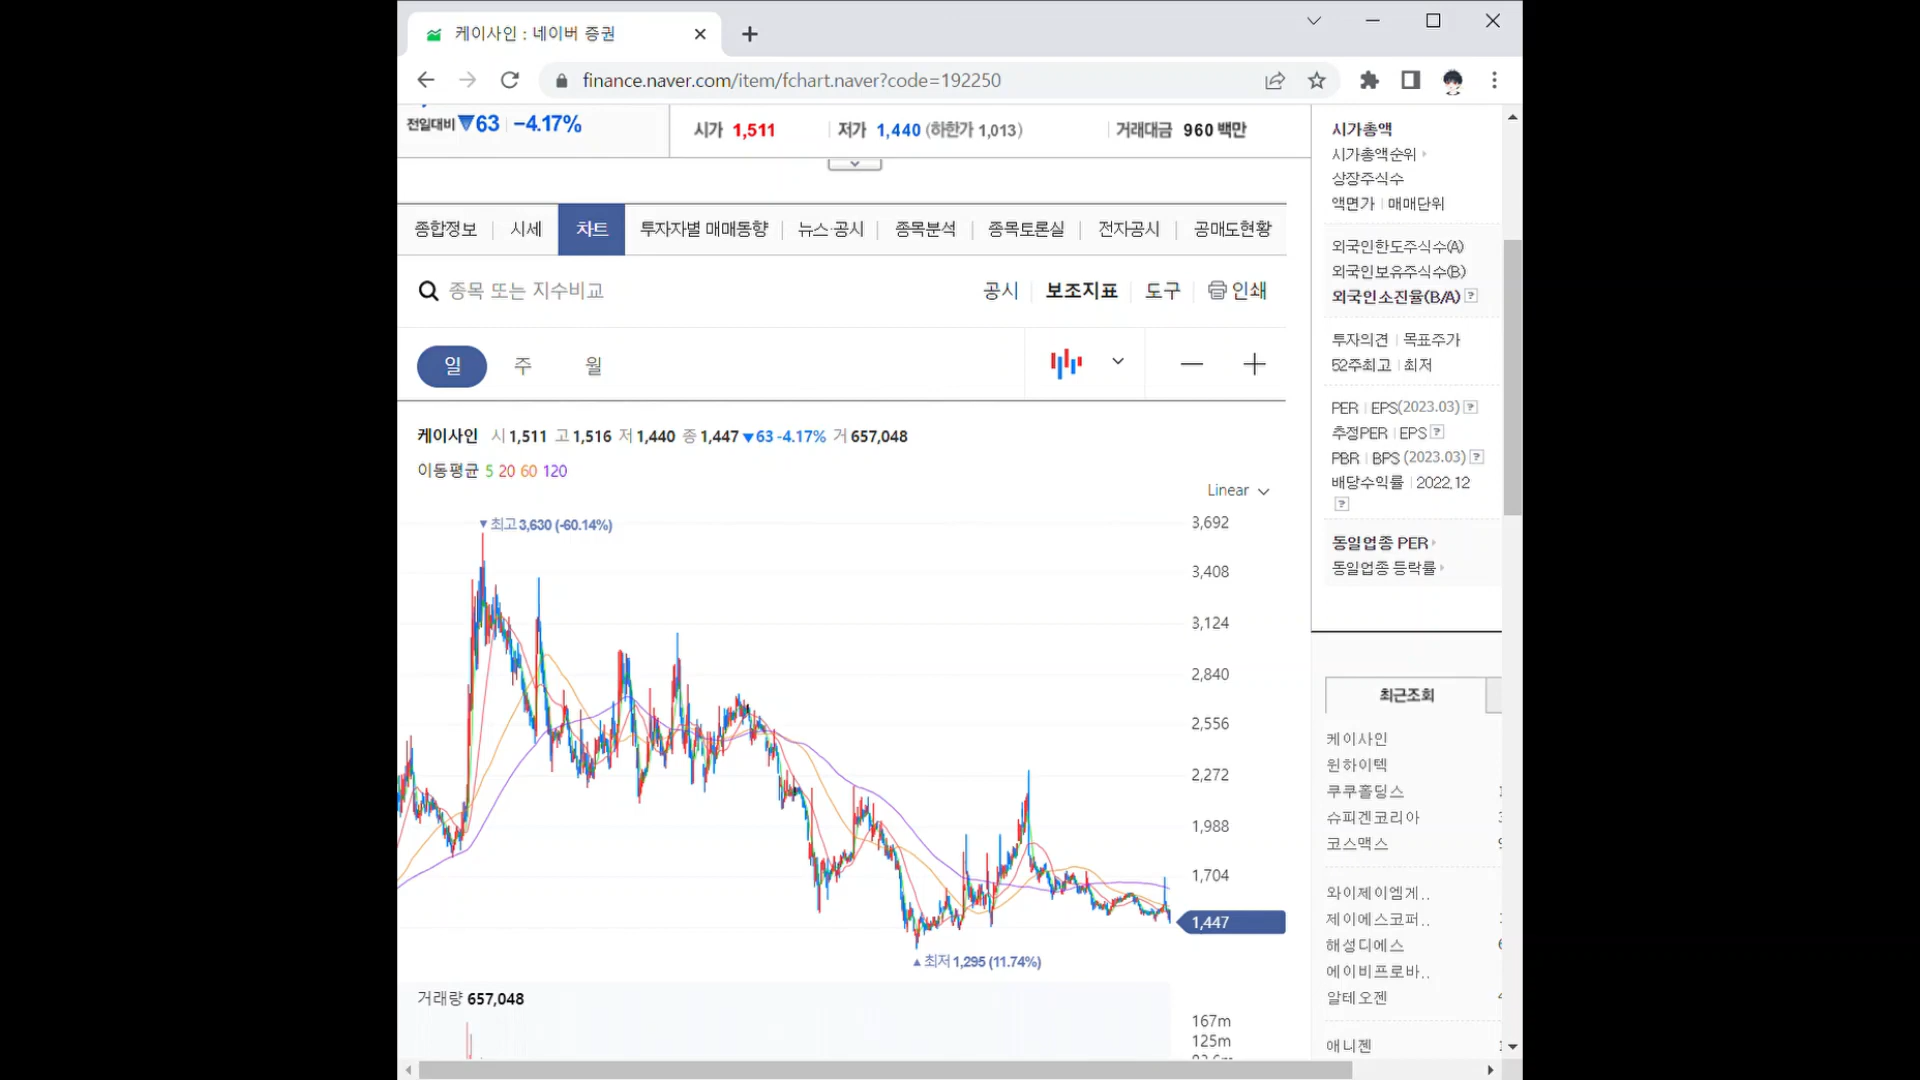 케이사인 : 네이버 증권
finance.naver.com/item/fchart.naver?code=192250
전일대비 ▼63 -4.17%
시가 1,511 저가 1,440 (하한가 1,013) 거래대금 960 백만
종합정보 시세 차트 투자자별 매매동향 뉴스·공시 종목분석 종목토론실 전자공시 공매도현황
종목 또는 지수비교
공시 보조지표 도구 인쇄
일 주 월
케이사인 시 1,511 고 1,516 저 1,440 종 1,447 ▼63 -4.17% 거 657,048
이동평균 5 20 60 120
Linear
▼최고 3,630 (-60.14%)
3,692
3,408
3,124
2,840
2,556
2,272
1,988
1,704
1,447
▲최저 1,295 (11.74%)
거래량 657,048
167m
125m
시가총액
시가총액순위
상장주식수
액면가 매매단위
외국인한도주식수(A)
외국인보유주식수(B)
외국인소진율(B/A) ?
투자의견 목표주가
52주최고 최저
PER EPS(2023.03) ?
추정PER EPS ?
PBR BPS (2023.03) ?
배당수익률 2022.12
?
동일업종 PER
동일업종 등락률
최근조회
케이사인
윈하이텍
쿠쿠홀딩스
슈피겐코리아
코스맥스
와이제이엠게..
제이에스코퍼..
해성디에스
에이비프로바..
알테오젠
애니젠